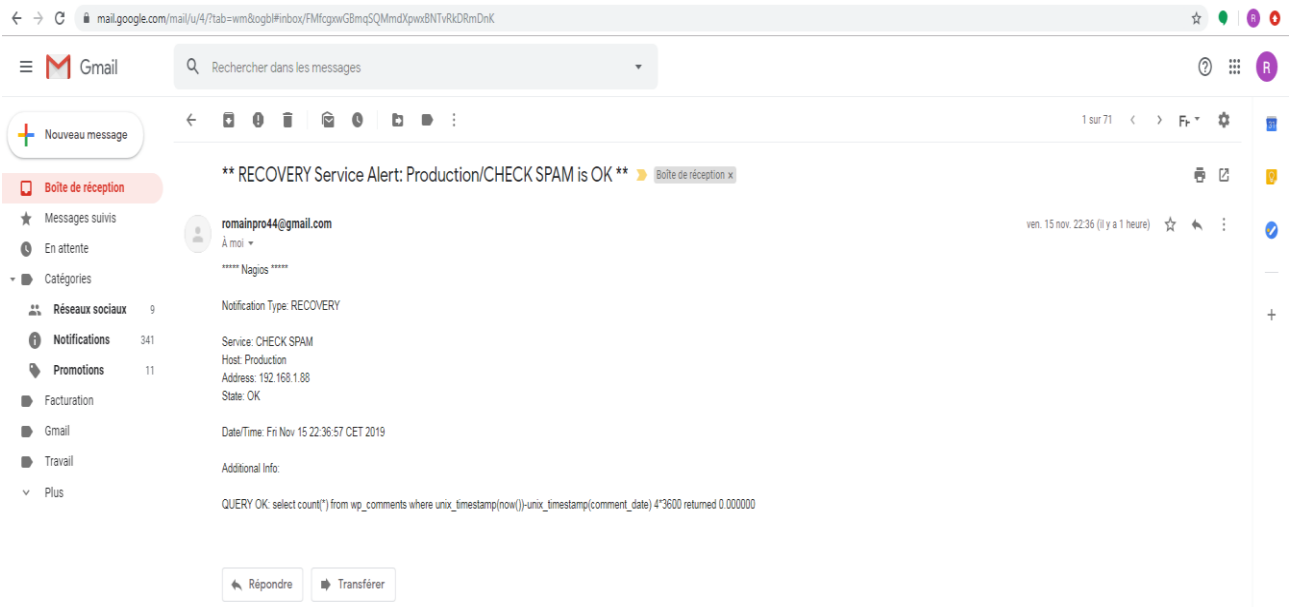 mail.google.com/mail/u/4/?tab=wm&ogbl#inbox/FMfcgxwGBmqSQMmdXpwxBNTvRkDRmDnK
R
Gmail
Rechercher dans les messages
R
Nouveau message
1 sur 71
Fr
31
** RECOVERY Service Alert: Production/CHECK SPAM is OK **
Boîte de réception x
Boîte de réception
Messages suivis
En attente
Catégories
Réseaux sociaux 9
Notifications 341
Promotions 11
Facturation
Gmail
Travail
Plus
romainpro44@gmail.com
ven. 15 nov. 22:36 (il y a 1 heure)
À moi
***** Nagios *****
Notification Type: RECOVERY
Service: CHECK SPAM
Host: Production
Address: 192.168.1.88
State: OK
Date/Time: Fri Nov 15 22:36:57 CET 2019
Additional Info:
QUERY OK: select count(*) from wp_comments where unix_timestamp(now())-unix_timestamp(comment_date) 4*3600 returned 0.000000
Répondre
Transférer